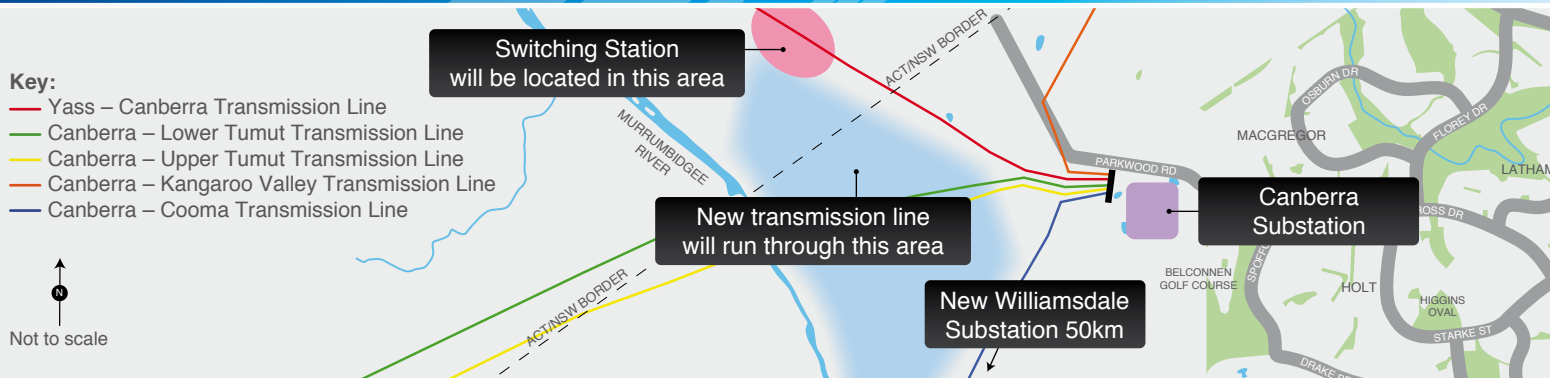 Key:
Yass – Canberra Transmission Line
Canberra – Lower Tumut Transmission Line
Canberra – Upper Tumut Transmission Line
Canberra – Kangaroo Valley Transmission Line
Canberra – Cooma Transmission Line
N
Not to scale
Switching Station
will be located in this area
MURRUMBIDGEE
RIVER
ACT/NSW BORDER
New transmission line
will run through this area
ACT/NSW BORDER
New Williamsdale
Substation 50km
PARKWOOD RD
Canberra
Substation
OSBURN DR
MACGREGOR
FLOREY DR
LATHAM
ROSS DR
BELCONNEN
GOLF COURSE
HOLT
HIGGINS
OVAL
STARKE ST